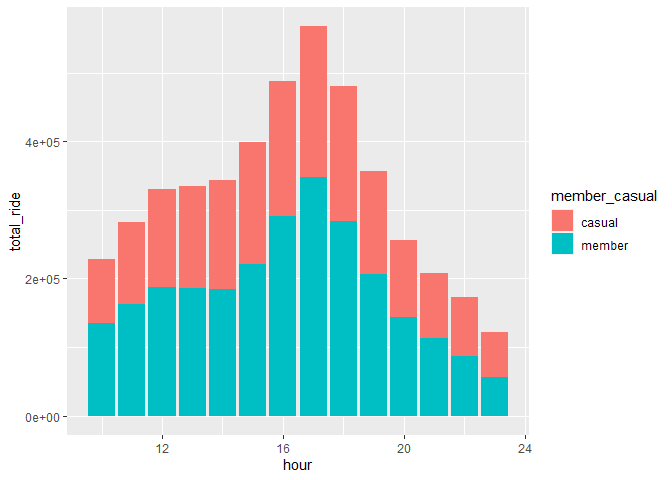 4e+05
2e+05
0e+00
total_ride
12
16
20
24
hour
member_casual
casual
member